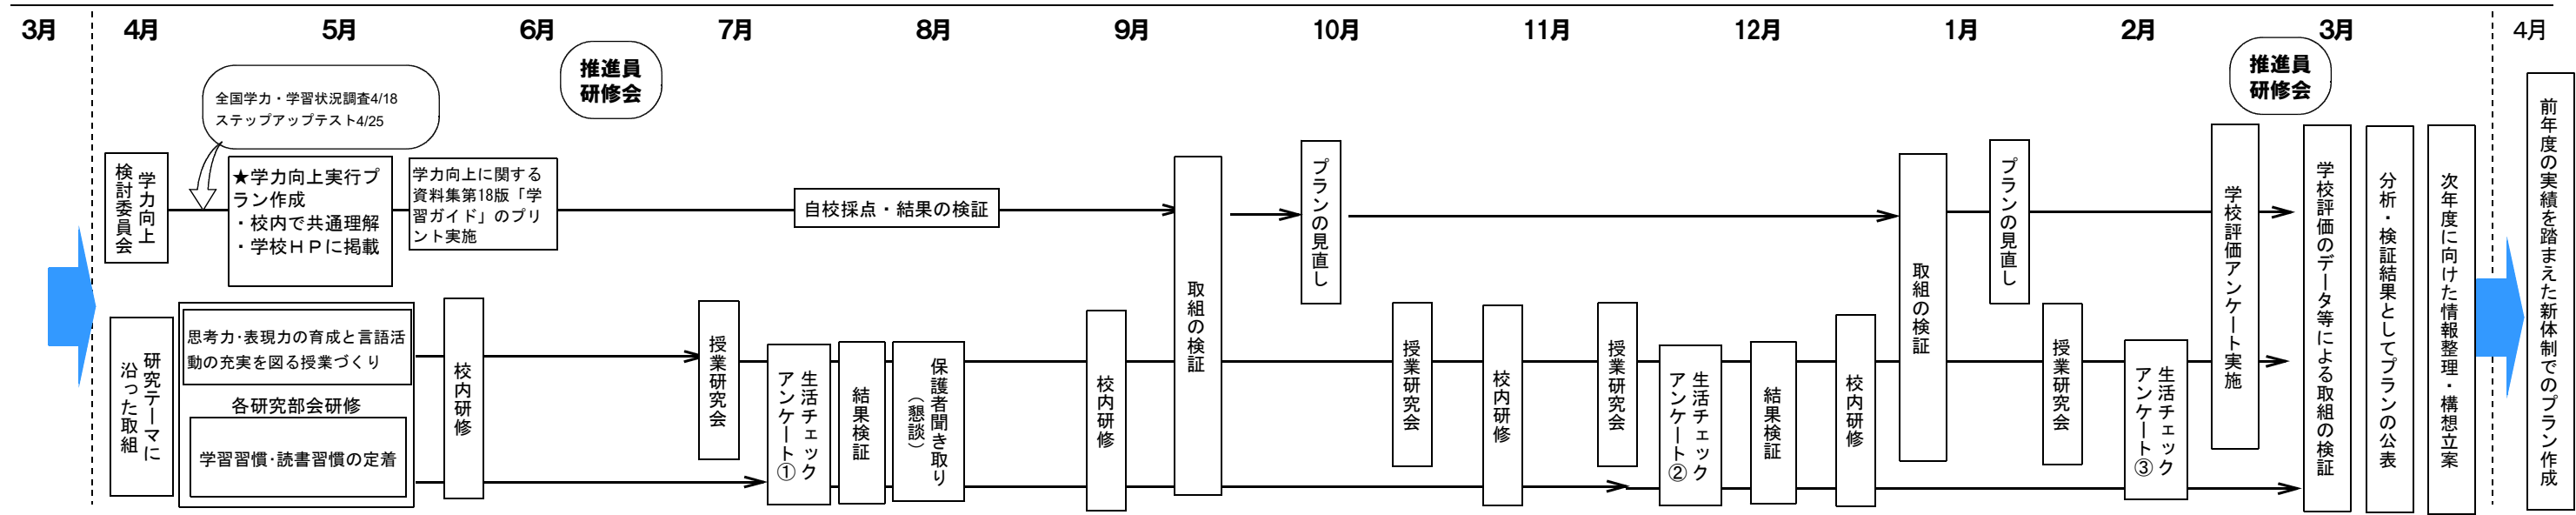 3月
4月
5月
6月
7月
8月
9月
10月
11月
12月
1月
2月
3月
4月
推進員
研修会
推進員
研修会
全国学力・学習状況調査4/18
ステップアップテスト4/25
学力向上
検討委員会
★学力向上実行プ
ラン作成
・校内で共通理解
・学校ＨＰに掲載
学力向上に関する
資料集第18版「学
習ガイド」のプリ
ント実施
自校採点・結果の検証
取組の検証
プランの見直し
取組の検証
プランの見直し
学校評価アンケート実施
学校評価のデータ等による取組の検証
分析・検証結果としてプランの公表
次年度に向けた情報整理・構想立案
前年度の実績を踏まえた新体制でのプラン作成
研究テーマに
沿った取組
思考力･表現力の育成と言語活
動の充実を図る授業づくり
各研究部会研修
学習習慣･読書習慣の定着
校内研修
授業研究会
生活チェック
アンケート①
結果検証
保護者聞き取り
（懇談）
校内研修
授業研究会
校内研修
授業研究会
生活チェック
アンケート②
結果検証
校内研修
授業研究会
生活チェック
アンケート③